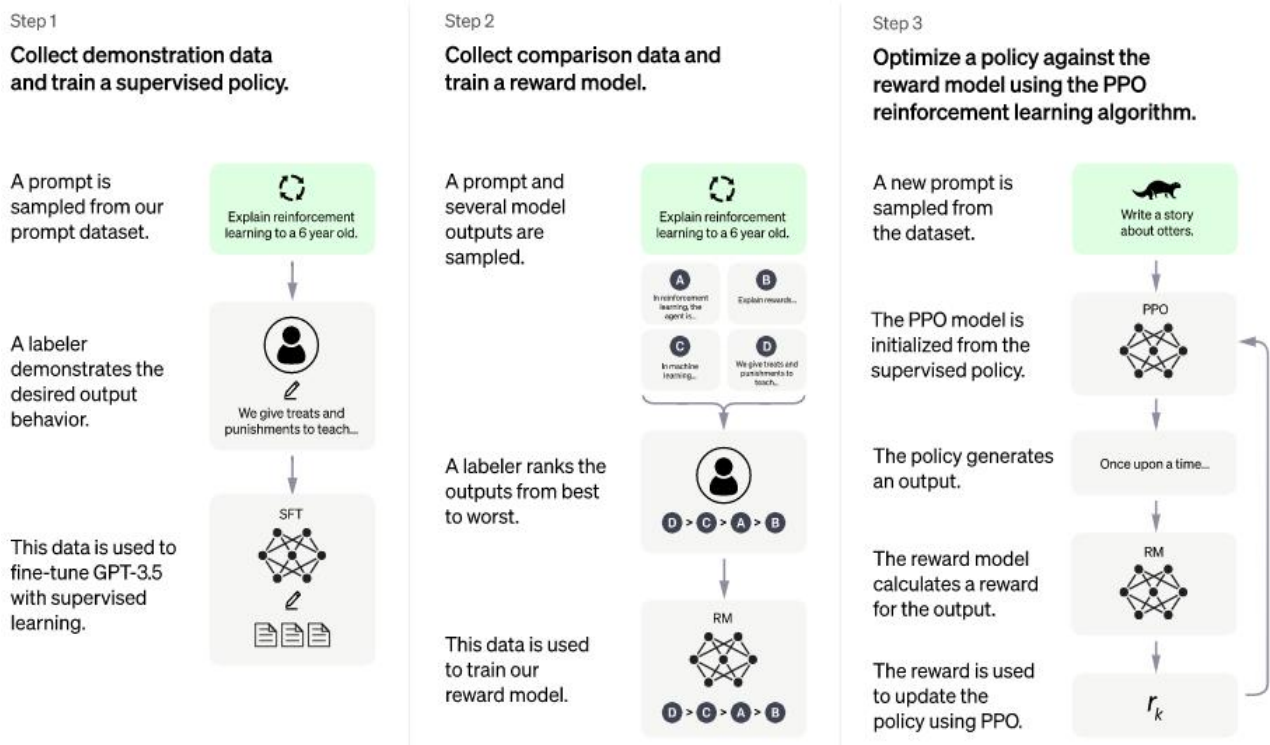 Step 1
Collect demonstration data
and train a supervised policy.
A prompt is
sampled from our
prompt dataset.
Explain reinforcement
learning to a 6 year old.
A labeler
demonstrates the
desired output
behavior.
We give treats and
punishments to teach...
This data is used to
fine-tune GPT-3.5
with supervised
learning.
SFT
Step 2
Collect comparison data and
train a reward model.
A prompt and
several model
outputs are
sampled.
Explain reinforcement
learning to a 6 year old.
A
In reinforcement
learning, the
agent is...
B
Explain rewards...
C
In machine
learning...
D
We give treats and
punishments to
teach...
A labeler ranks the
outputs from best
to worst.
D > C > A > B
This data is used
to train our
reward model.
RM
D > C > A > B
Step 3
Optimize a policy against the
reward model using the PPO
reinforcement learning algorithm.
A new prompt is
sampled from
the dataset.
Write a story
about otters.
The PPO model is
initialized from the
supervised policy.
PPO
The policy generates
an output.
Once upon a time...
The reward model
calculates a reward
for the output.
RM
The reward is used
to update the
policy using PPO.
rₖ